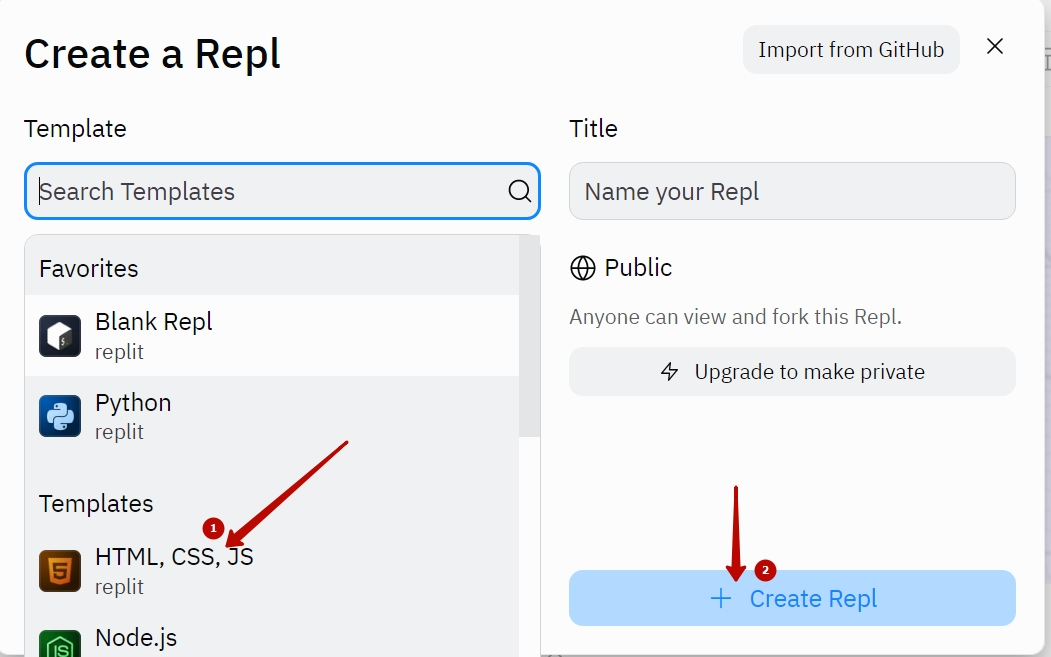 Create a Repl
Import from GitHub
Template
Search Templates
Favorites
Blank Repl
replit
Python
replit
Templates
1
HTML, CSS, JS
replit
Node.js
Title
Name your Repl
Public
Anyone can view and fork this Repl.
Upgrade to make private
2
Create Repl